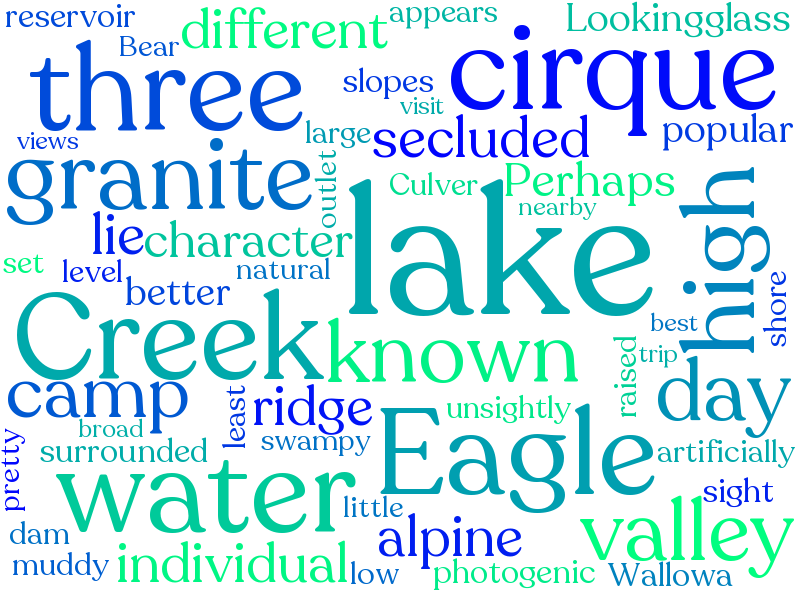 reservoir
Bear
different
appears
Lookingglass
three
slopes
visit
cirque
views
large
secluded
popular
granite
outlet
Culver
Perhaps
nearby
high
lie
character
lake
set
level
natural
better
shore
Creek
known
best
trip
raised
day
camp
least
ridge
unsightly
Eagle
broad
swampy
surrounded
artificially
pretty
water
little
sight
valley
dam
alpine
muddy
individual
low
photogenic
Wallowa